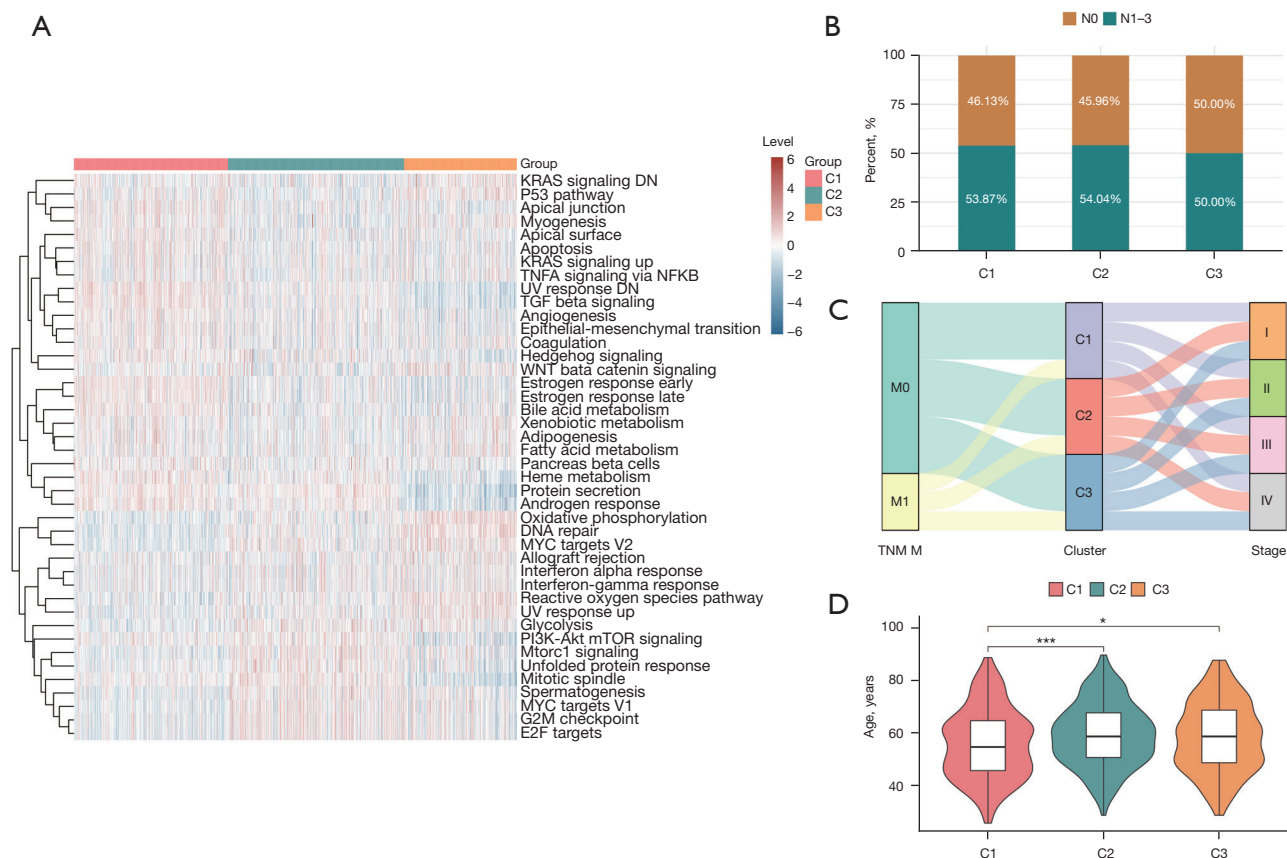 A
Level
6
4
2
0
−2
−4
−6
Group
C1
C2
C3
Group
KRAS signaling DN
P53 pathway
Apical junction
Myogenesis
Apical surface
Apoptosis
KRAS signaling up
TNFA signaling via NFKB
UV response DN
TGF beta signaling
Angiogenesis
Epithelial-mesenchymal transition
Coagulation
Hedgehog signaling
WNT bata catenin signaling
Estrogen response early
Estrogen response late
Bile acid metabolism
Xenobiotic metabolism
Adipogenesis
Fatty acid metabolism
Pancreas beta cells
Heme metabolism
Protein secretion
Androgen response
Oxidative phosphorylation
DNA repair
MYC targets V2
Allograft rejection
Interferon alpha response
Interferon-gamma response
Reactive oxygen species pathway
UV response up
Glycolysis
PI3K-Akt mTOR signaling
Mtorc1 signaling
Unfolded protein response
Mitotic spindle
Spermatogenesis
MYC targets V1
G2M checkpoint
E2F targets
B
N0 N1–3
Percent, %
100
75
50
25
0
46.13% 45.96% 50.00%
53.87% 54.04% 50.00%
C1 C2 C3
C
M0
M1
C1
C2
C3
I
II
III
IV
TNM M Cluster Stage
D
C1 C2 C3
Age, years
100
80
60
40
*
***
C1 C2 C3